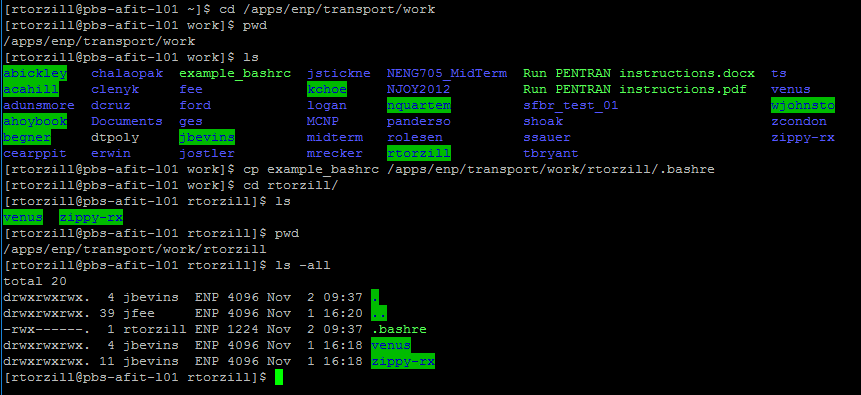 [rtorzill@pbs-afit-l01 ~]$ cd /apps/enp/transport/work
[rtorzill@pbs-afit-l01 work]$ pwd
/apps/enp/transport/work
[rtorzill@pbs-afit-l01 work]$ ls
abickley chalaopak example_bashrc jstickne NENG705_MidTerm Run PENTRAN instructions.docx ts
acahill clenyk fee kchoe NJOY2012 Run PENTRAN instructions.pdf venus
adunsmore dcruz ford logan nquartem sfbr_test_01 wjohnsto
ahoybook Documents ges MCNP panderso shoak zcondon
begner dtpoly jbevins midterm rolesen ssauer zippy-rx
cearppit erwin jostler mrecker rtorzill tbryant
[rtorzill@pbs-afit-l01 work]$ cp example_bashrc /apps/enp/transport/work/rtorzill/.bashre
[rtorzill@pbs-afit-l01 work]$ cd rtorzill/
[rtorzill@pbs-afit-l01 rtorzill]$ ls
venus zippy-rx
[rtorzill@pbs-afit-l01 rtorzill]$ pwd
/apps/enp/transport/work/rtorzill
[rtorzill@pbs-afit-l01 rtorzill]$ ls -all
total 20
drwxrwxrwx. 4 jbevins ENP 4096 Nov 2 09:37 .
drwxrwxrwx. 39 jfee ENP 4096 Nov 1 16:20 ..
-rwx------. 1 rtorzill ENP 1224 Nov 2 09:37 .bashre
drwxrwxrwx. 4 jbevins ENP 4096 Nov 1 16:18 venus
drwxrwxrwx. 11 jbevins ENP 4096 Nov 1 16:18 zippy-rx
[rtorzill@pbs-afit-l01 rtorzill]$